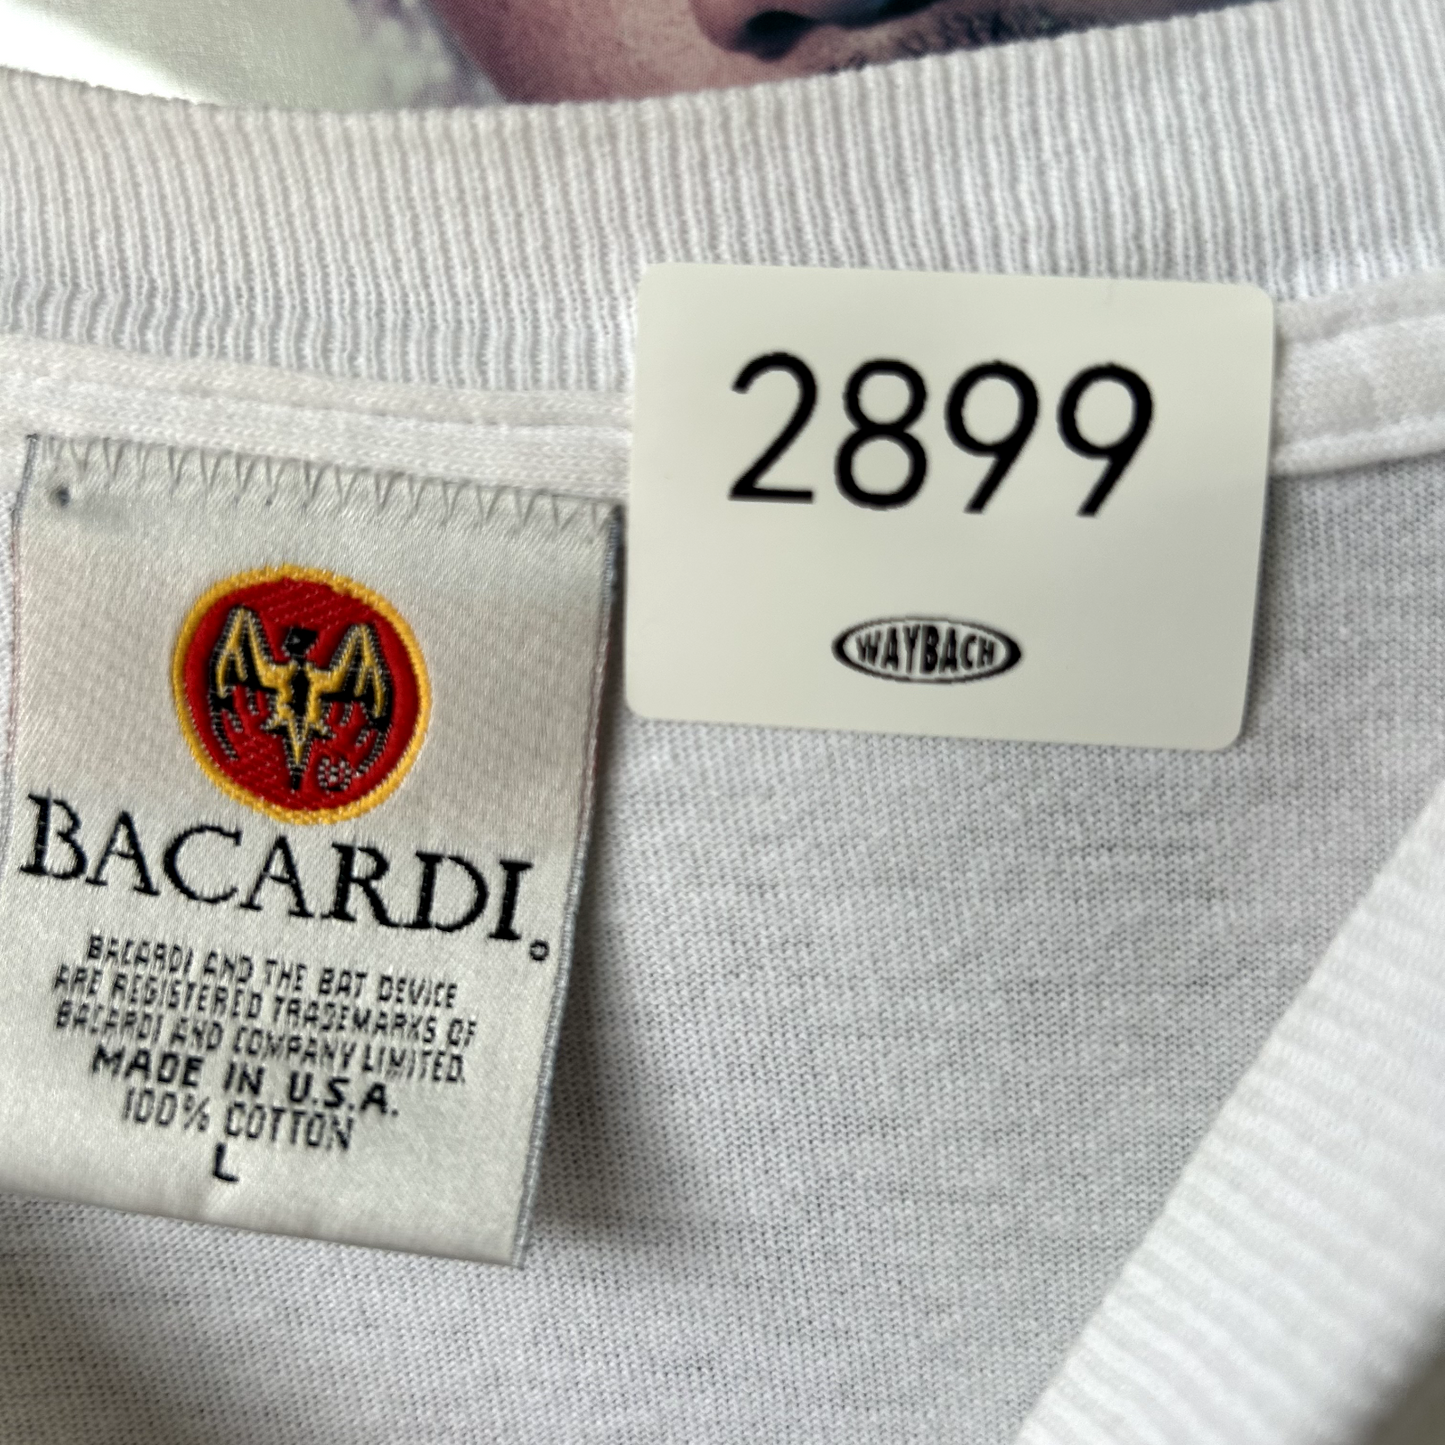 2899
WAYBACH
BACARDI®
BACARDI AND THE BAT DEVICE
ARE REGISTERED TRADEMARKS OF
BACARDI AND COMPANY LIMITED.
MADE IN U.S.A.
100% COTTON
L